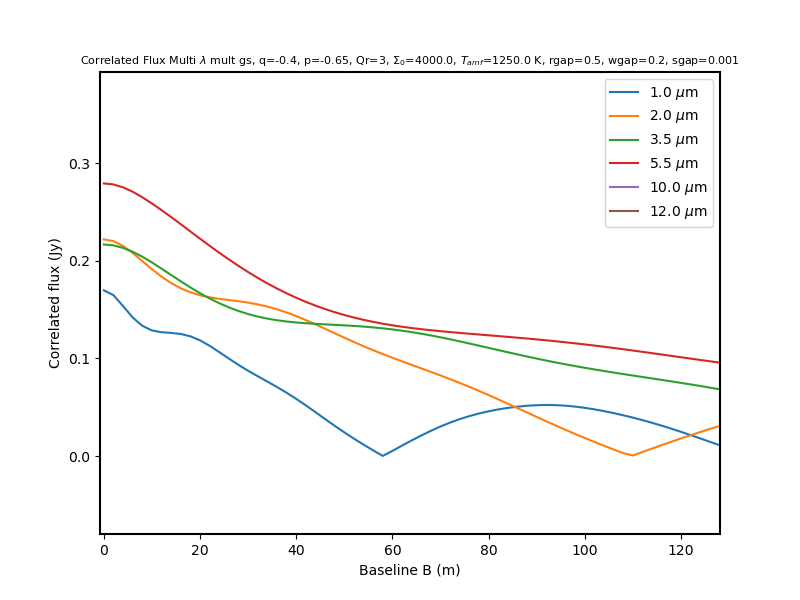 Correlated Flux Multi λ mult gs, q=-0.4, p=-0.65, Qr=3, Σ₀=4000.0, T_amf=1250.0 K, rgap=0.5, wgap=0.2, sgap=0.001
1.0 μm
2.0 μm
3.5 μm
5.5 μm
10.0 μm
12.0 μm
0.3
0.2
0.1
0.0
Correlated flux (Jy)
0 20 40 60 80 100 120
Baseline B (m)